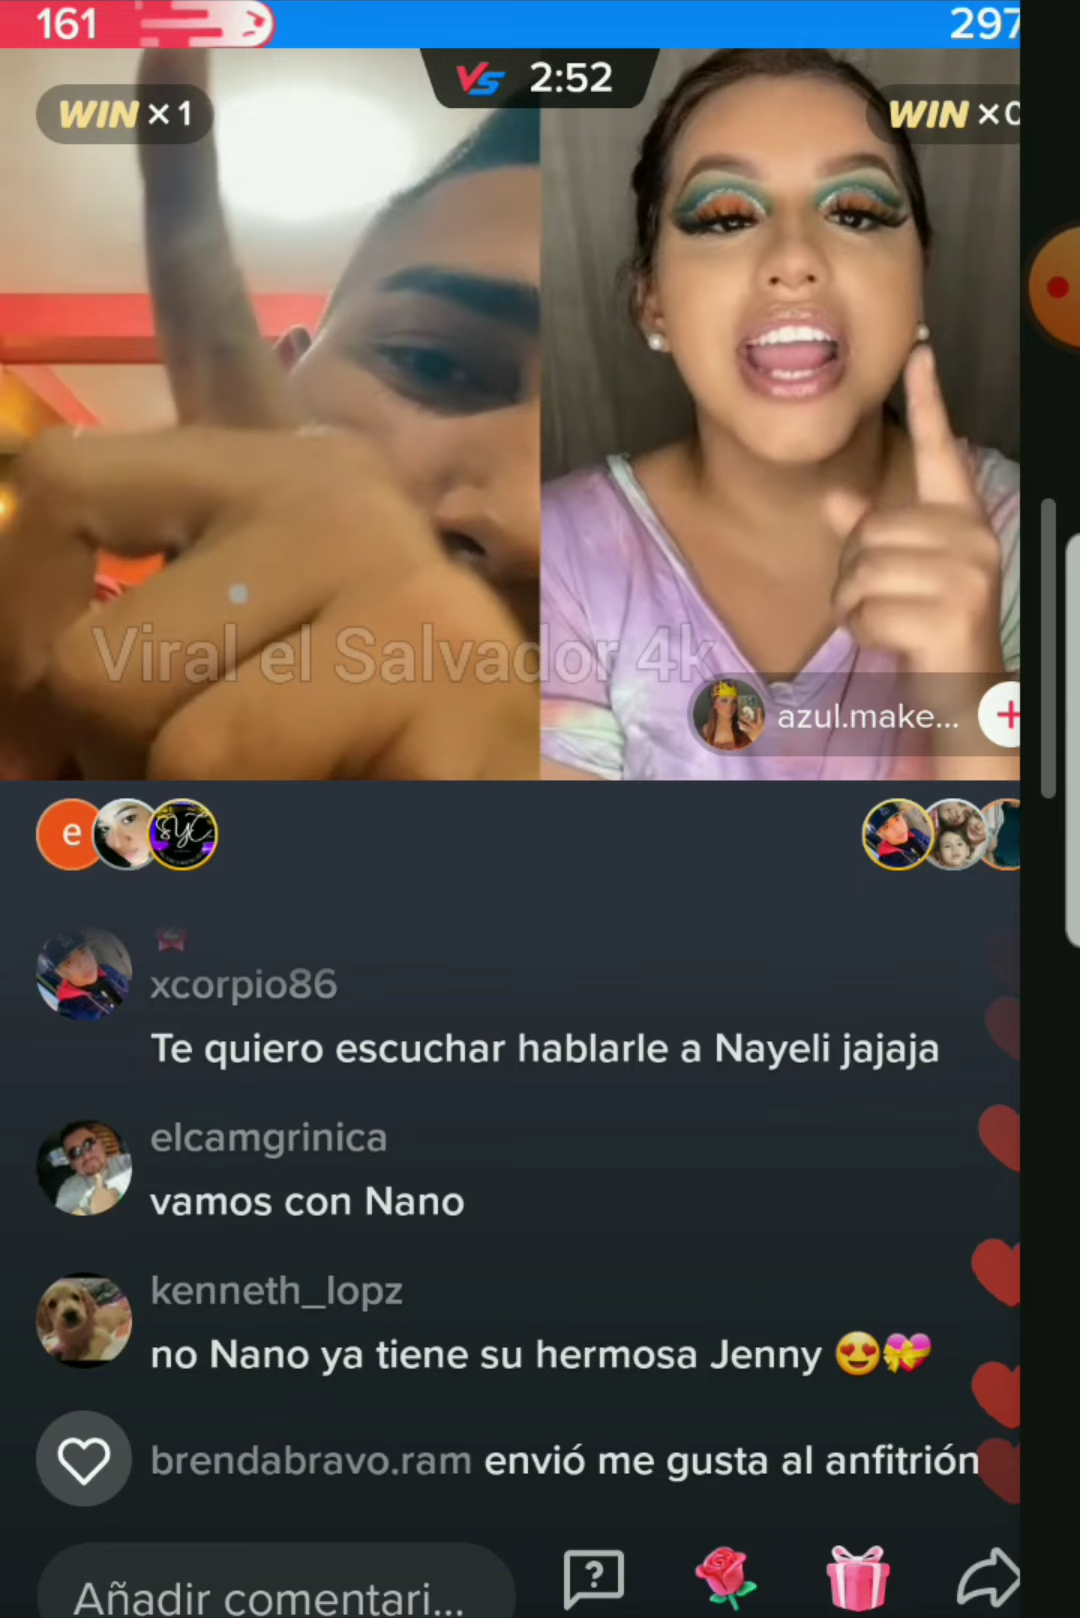 161
297
VS 2:52
WIN ×1
WIN ×0
Viral el Salvador 4k
azul.make...
e
SYC
xcorpio86
Te quiero escuchar hablarle a Nayeli jajaja
elcamgrinica
vamos con Nano
kenneth_lopz
no Nano ya tiene su hermosa Jenny 😍💝
brendabravo.ram envió me gusta al anfitrión
Añadir comentari...